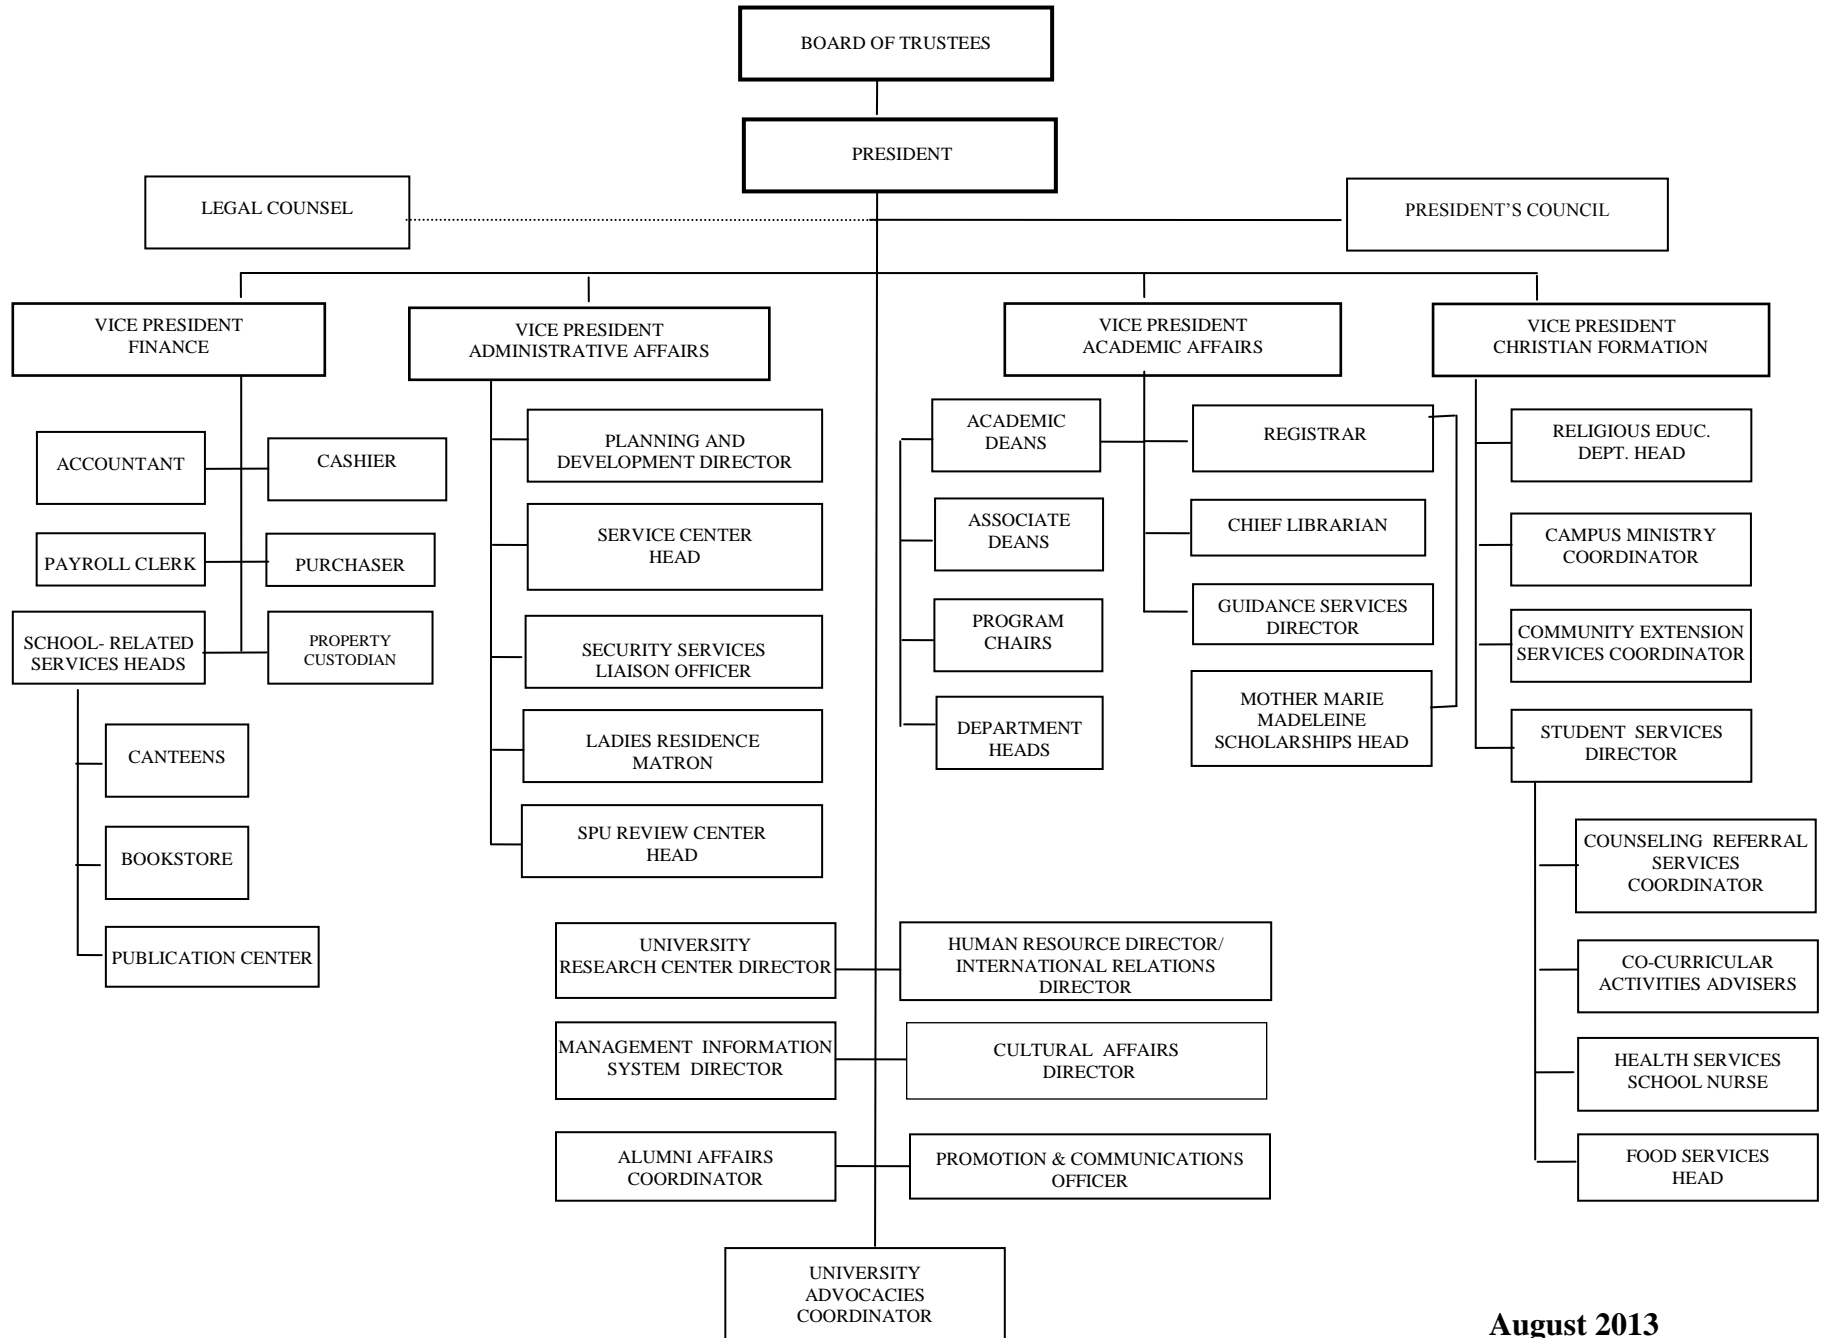 BOARD OF TRUSTEES
PRESIDENT
LEGAL COUNSEL
PRESIDENT’S COUNCIL
VICE PRESIDENT
FINANCE
VICE PRESIDENT
ADMINISTRATIVE AFFAIRS
VICE PRESIDENT
ACADEMIC AFFAIRS
VICE PRESIDENT
CHRISTIAN FORMATION
ACCOUNTANT
CASHIER
PAYROLL CLERK
PURCHASER
SCHOOL- RELATED
SERVICES HEADS
PROPERTY
CUSTODIAN
CANTEENS
BOOKSTORE
PUBLICATION CENTER
PLANNING AND
DEVELOPMENT DIRECTOR
SERVICE CENTER
HEAD
SECURITY SERVICES
LIAISON OFFICER
LADIES RESIDENCE
MATRON
SPU REVIEW CENTER
HEAD
ACADEMIC
DEANS
ASSOCIATE
DEANS
PROGRAM
CHAIRS
DEPARTMENT
HEADS
REGISTRAR
CHIEF LIBRARIAN
GUIDANCE SERVICES
DIRECTOR
MOTHER MARIE
MADELEINE
SCHOLARSHIPS HEAD
RELIGIOUS EDUC.
DEPT. HEAD
CAMPUS MINISTRY
COORDINATOR
COMMUNITY EXTENSION
SERVICES COORDINATOR
STUDENT SERVICES
DIRECTOR
COUNSELING REFERRAL
SERVICES
COORDINATOR
CO-CURRICULAR
ACTIVITIES ADVISERS
HEALTH SERVICES
SCHOOL NURSE
FOOD SERVICES
HEAD
UNIVERSITY
RESEARCH CENTER DIRECTOR
HUMAN RESOURCE DIRECTOR/
INTERNATIONAL RELATIONS
DIRECTOR
MANAGEMENT INFORMATION
SYSTEM DIRECTOR
CULTURAL AFFAIRS
DIRECTOR
ALUMNI AFFAIRS
COORDINATOR
PROMOTION & COMMUNICATIONS
OFFICER
UNIVERSITY
ADVOCACIES
COORDINATOR
August 2013